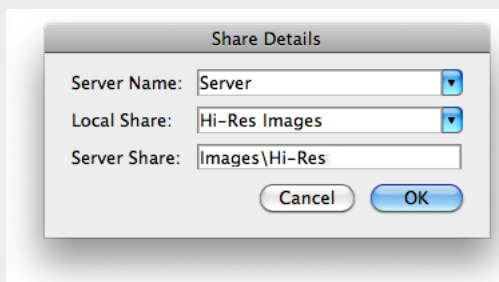 Share Details
Server Name: Server
Local Share: Hi-Res Images
Server Share: Images\Hi-Res
Cancel OK